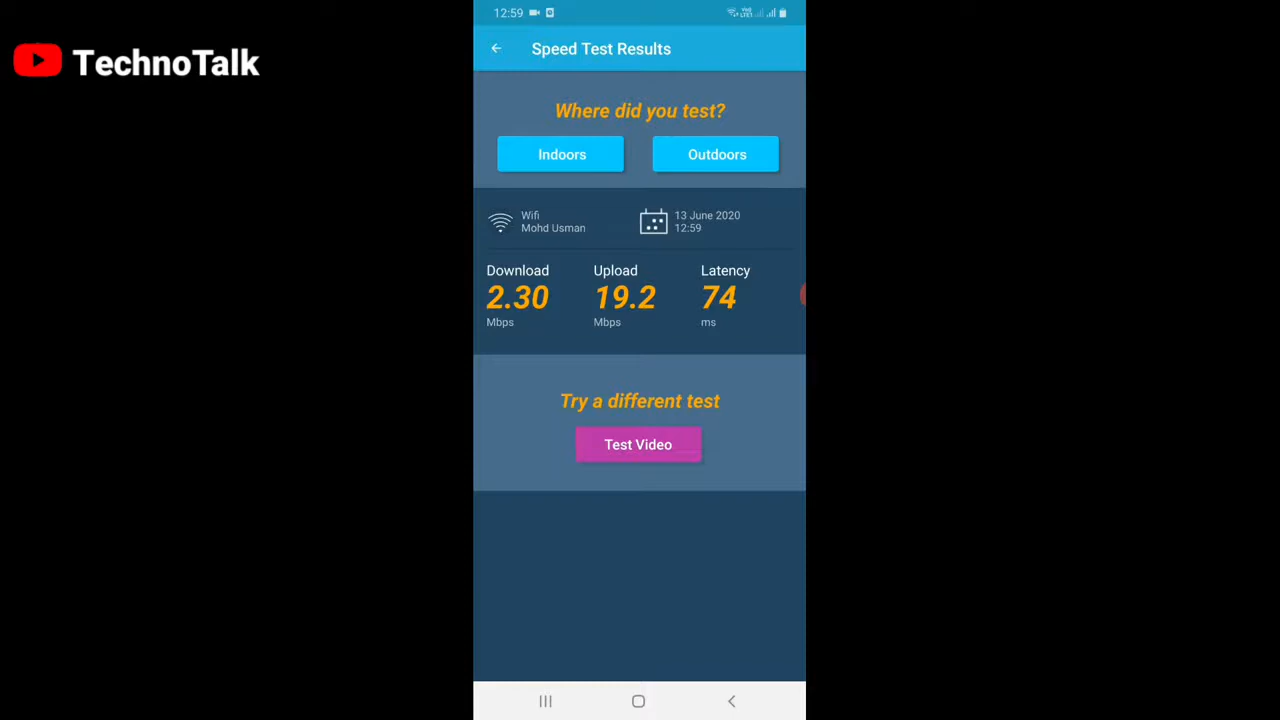 TechnoTalk
12:59
Speed Test Results
Where did you test?
Indoors
Outdoors
Wifi
Mohd Usman
13 June 2020
12:59
Download
2.30
Mbps
Upload
19.2
Mbps
Latency
74
ms
Try a different test
Test Video